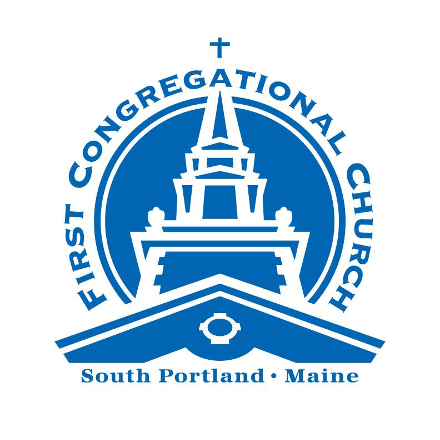 First Congregational Church
South Portland • Maine